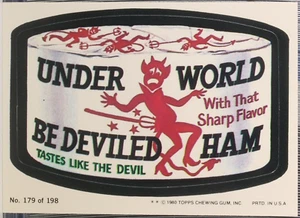 UNDER WORLD
With That
Sharp Flavor
BE DEVILED HAM
TASTES LIKE THE DEVIL
No. 179 of 198
** © 1980 TOPPS CHEWING GUM, INC. PRTD. IN U.S.A.